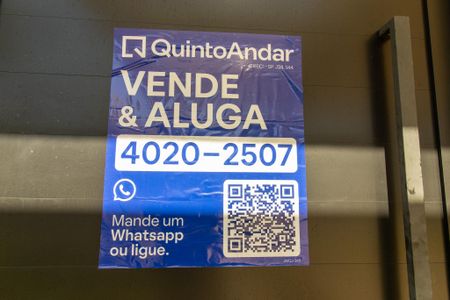 QuintoAndar
VENDE
& ALUGA
4020-2507
Mande um
Whatsapp
ou ligue.